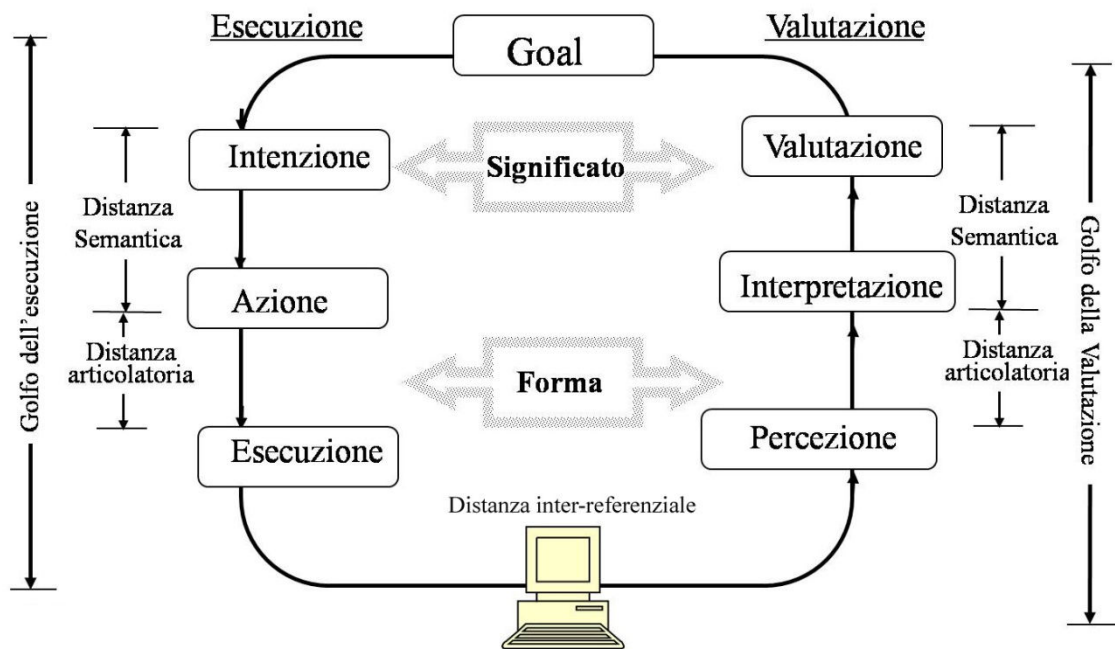 Esecuzione
Valutazione
Goal
Intenzione
Significato
Valutazione
Distanza
Semantica
Distanza
Semantica
Azione
Interpretazione
Distanza
articolatoria
Forma
Distanza
articolatoria
Esecuzione
Percezione
Distanza inter-referenziale
Golfo dell'esecuzione
Golfo della Valutazione